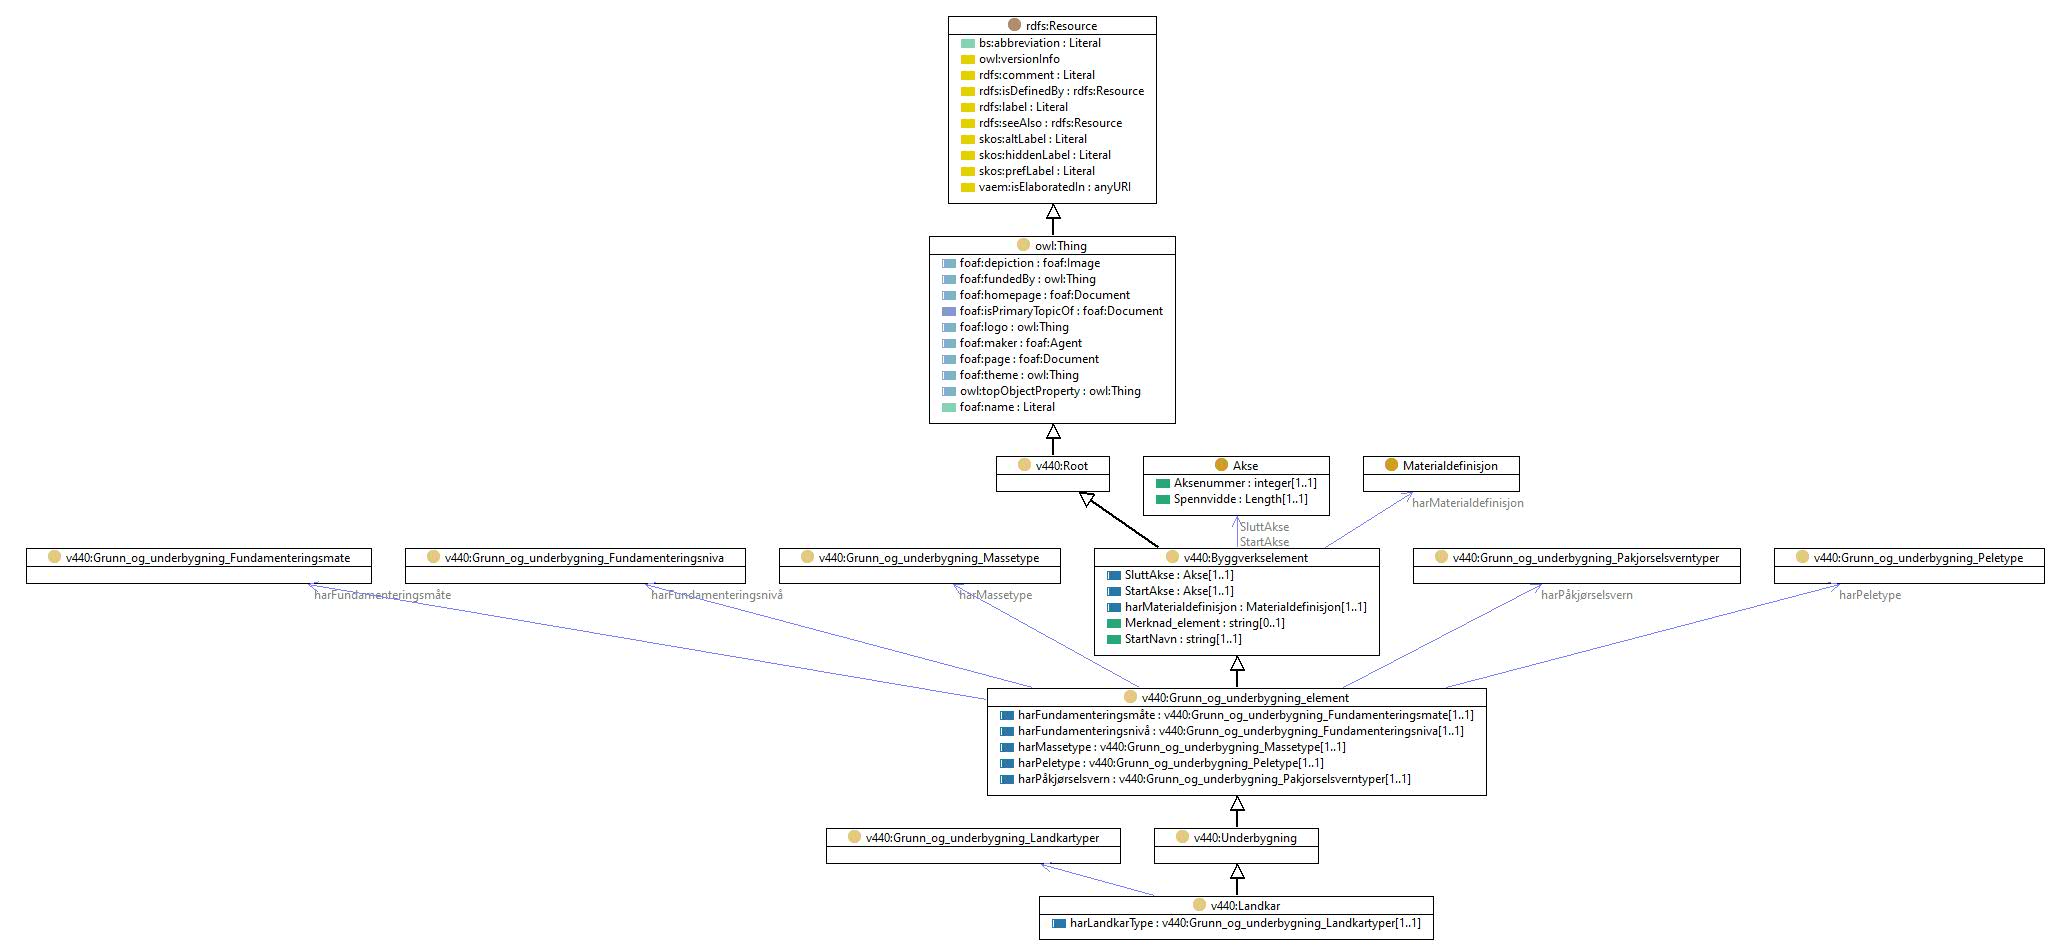 rdfs:Resource
bs:abbreviation : Literal
owl:versionInfo
rdfs:comment : Literal
rdfs:isDefinedBy : rdfs:Resource
rdfs:label : Literal
rdfs:seeAlso : rdfs:Resource
skos:altLabel : Literal
skos:hiddenLabel : Literal
skos:prefLabel : Literal
vaem:isElaboratedIn : anyURI
owl:Thing
foaf:depiction : foaf:Image
foaf:fundedBy : owl:Thing
foaf:homepage : foaf:Document
foaf:isPrimaryTopicOf : foaf:Document
foaf:logo : owl:Thing
foaf:maker : foaf:Agent
foaf:page : foaf:Document
foaf:theme : owl:Thing
owl:topObjectProperty : owl:Thing
foaf:name : Literal
v440:Root
Akse
Aksenummer : integer[1..1]
Spennvidde : Length[1..1]
Materialdefinisjon
harMaterialdefinisjon
SluttAkse
StartAkse
v440:Grunn_og_underbygning_Fundamenteringsmate
v440:Grunn_og_underbygning_Fundamenteringsniva
v440:Grunn_og_underbygning_Massetype
v440:Byggverkselement
SluttAkse : Akse[1..1]
StartAkse : Akse[1..1]
harMaterialdefinisjon : Materialdefinisjon[1..1]
Merknad_element : string[0..1]
StartNavn : string[1..1]
v440:Grunn_og_underbygning_Pakjorselsverntyper
v440:Grunn_og_underbygning_Peletype
harFundamenteringsmåte
harFundamenteringsnivå
harMassetype
harPåkjørselsvern
harPeletype
v440:Grunn_og_underbygning_element
harFundamenteringsmåte : v440:Grunn_og_underbygning_Fundamenteringsmate[1..1]
harFundamenteringsnivå : v440:Grunn_og_underbygning_Fundamenteringsniva[1..1]
harMassetype : v440:Grunn_og_underbygning_Massetype[1..1]
harPeletype : v440:Grunn_og_underbygning_Peletype[1..1]
harPåkjørselsvern : v440:Grunn_og_underbygning_Pakjorselsverntyper[1..1]
v440:Grunn_og_underbygning_Landkartyper
v440:Underbygning
v440:Landkar
harLandkarType : v440:Grunn_og_underbygning_Landkartyper[1..1]